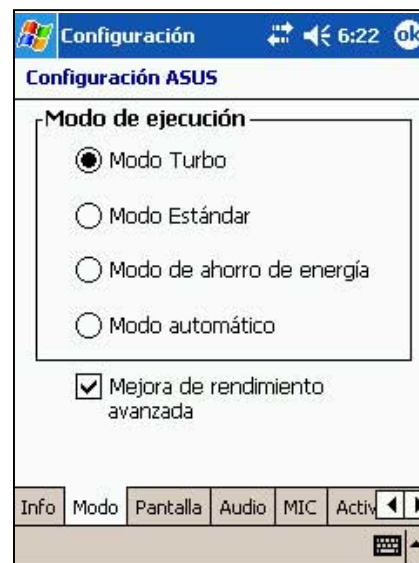 Configuración 6:22 ok
Configuración ASUS
Modo de ejecución
Modo Turbo
Modo Estándar
Modo de ahorro de energía
Modo automático
Mejora de rendimiento
avanzada
Info Modo Pantalla Audio MIC Activ